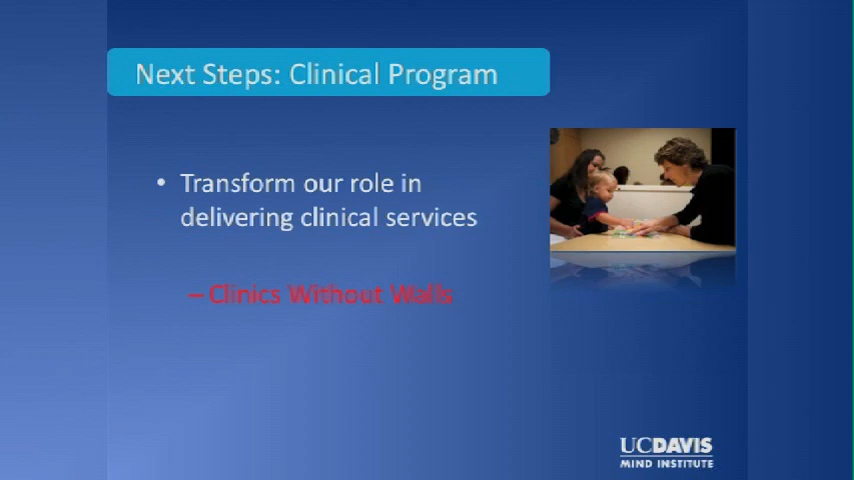 Next Steps: Clinical Program
• Transform our role in
delivering clinical services
– Clinics Without Walls
UCDAVIS
MIND INSTITUTE